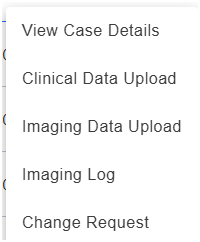 View Case Details
Clinical Data Upload
Imaging Data Upload
Imaging Log
Change Request